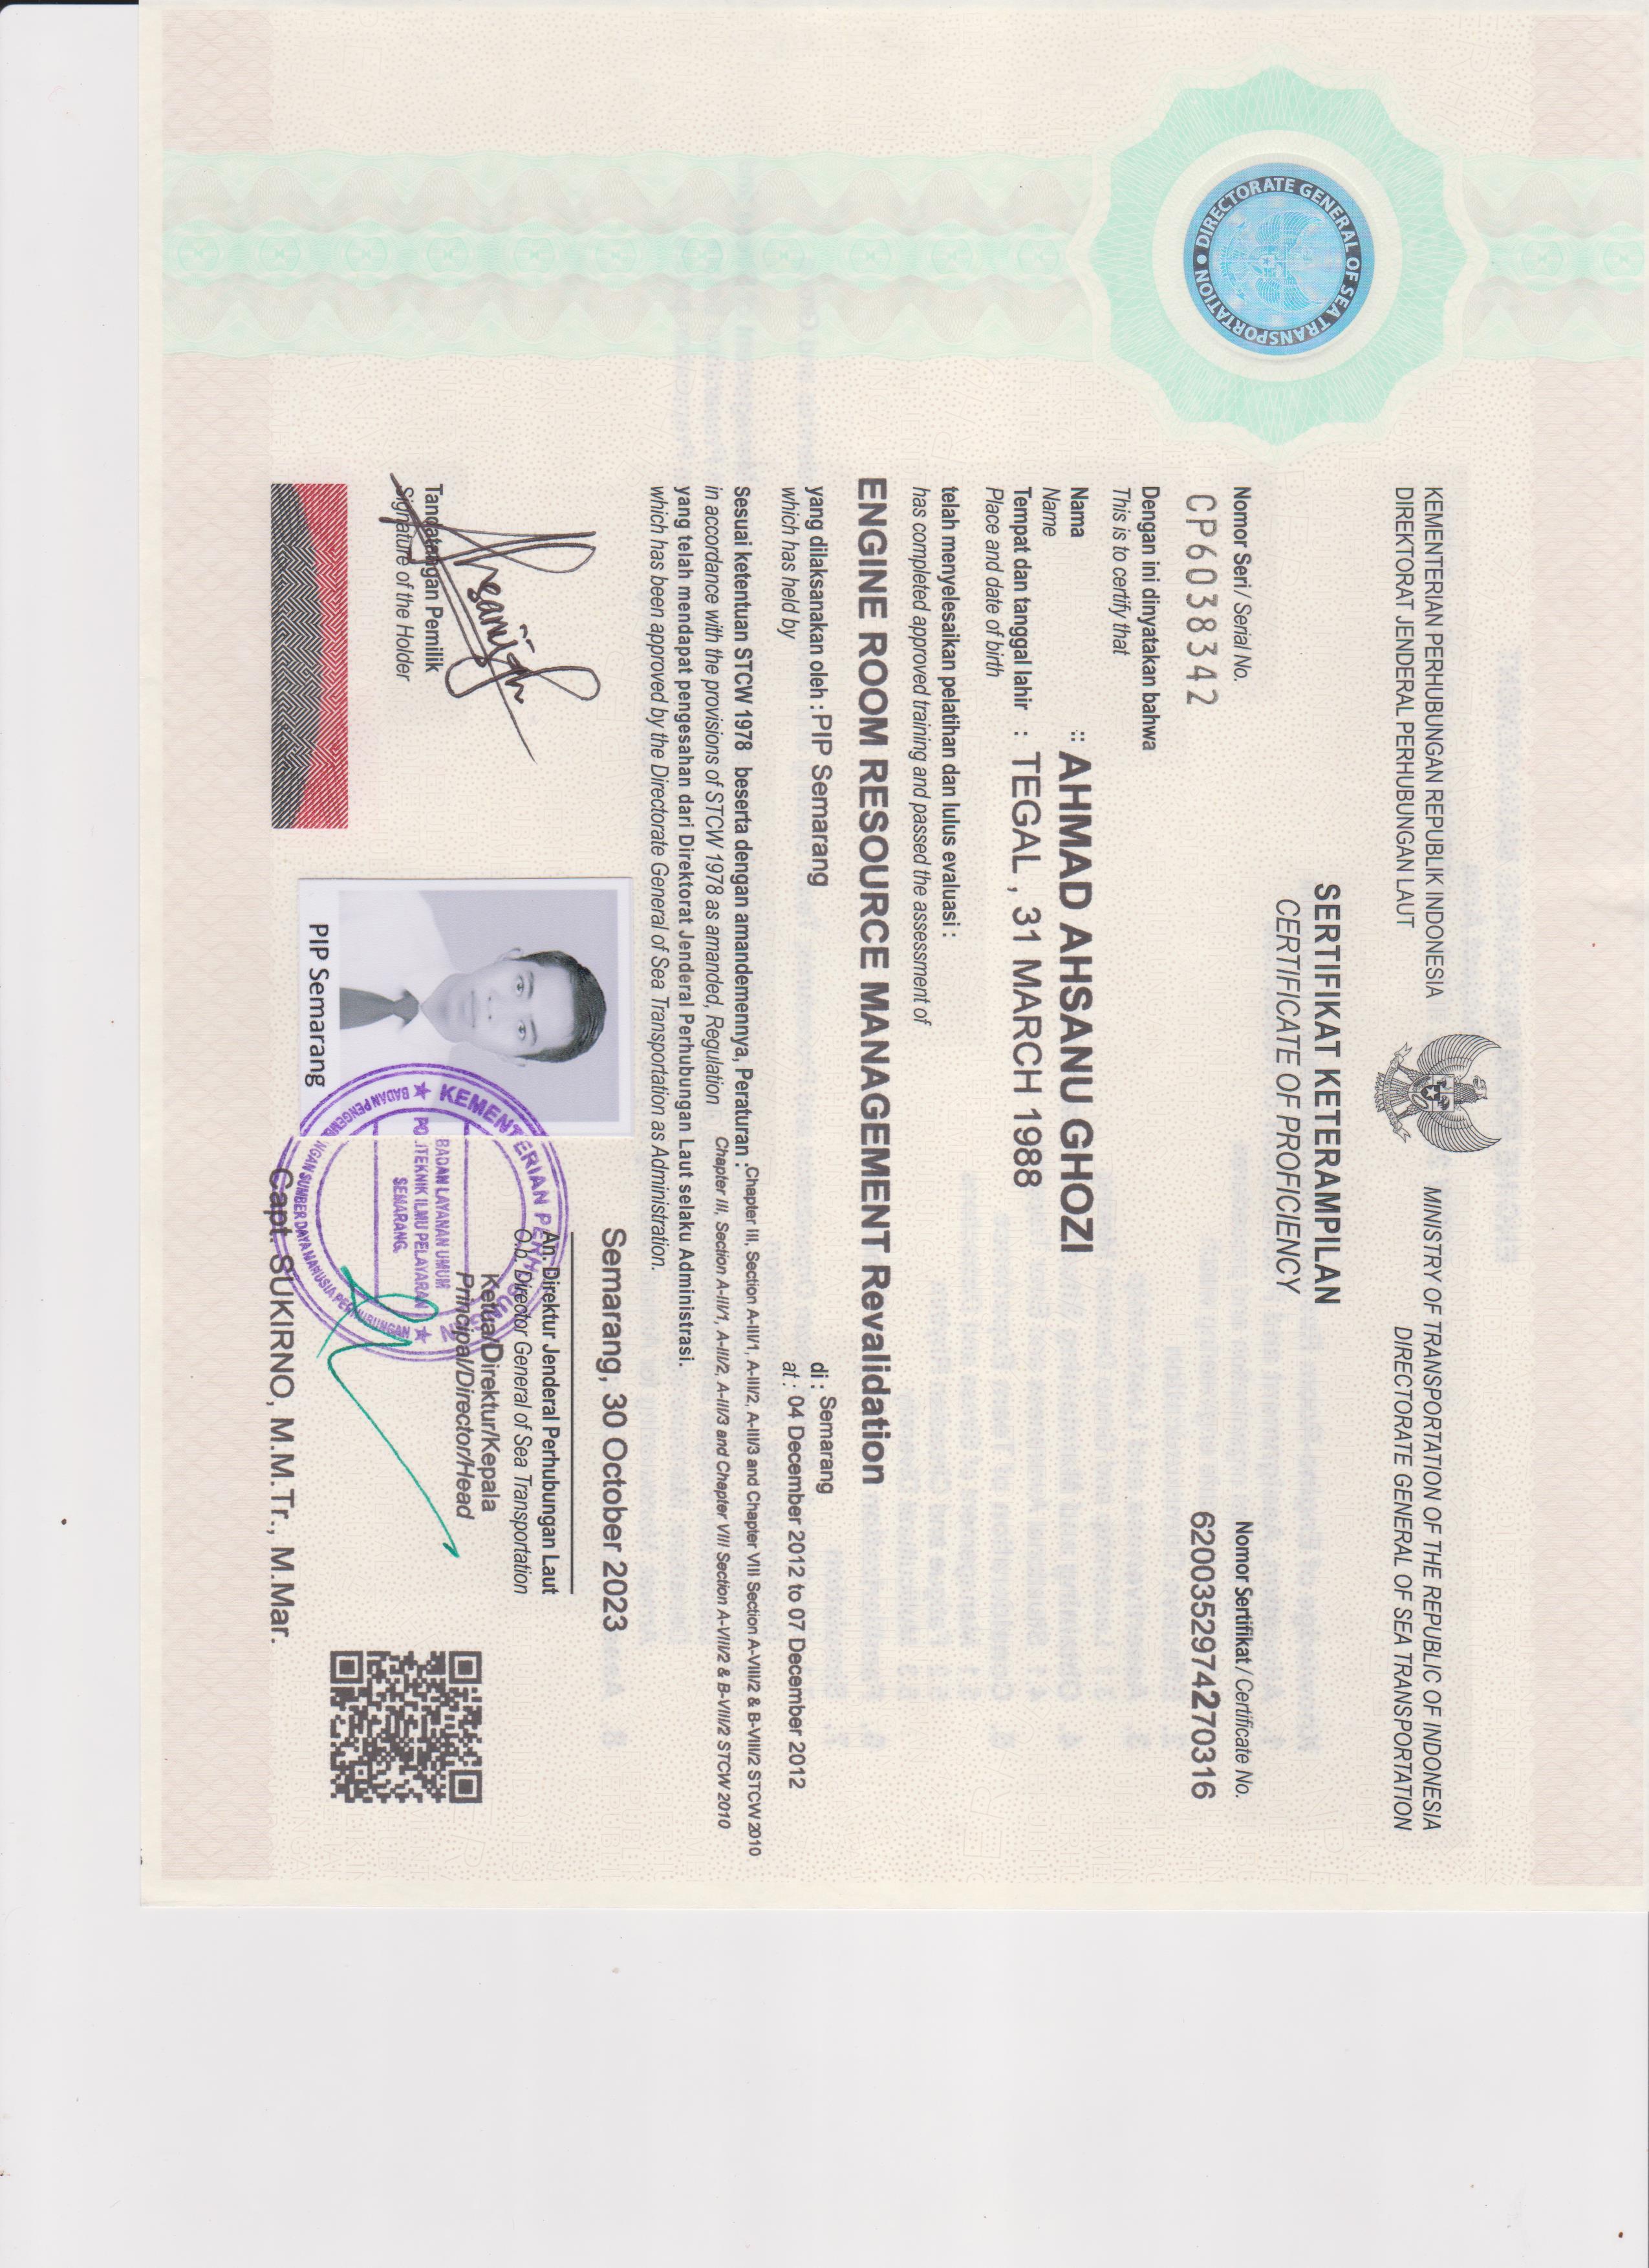 KEMENTERIAN PERHUBUNGAN REPUBLIK INDONESIA
DIREKTORAT JENDERAL PERHUBUNGAN LAUT
MINISTRY OF TRANSPORTATION OF THE REPUBLIC OF INDONESIA
DIRECTORATE GENERAL OF SEA TRANSPORTATION
DIRECTORATE GENERAL OF SEA TRANSPORTATION
SERTIFIKAT KETERAMPILAN
CERTIFICATE OF PROFICIENCY
Nomor Seri / Serial No.
CP6038342
Nomor Sertifikat / Certificate No.
6200352974270316
Dengan ini dinyatakan bahwa
This is to certify that
Nama :: AHMAD AHSANU GHOZI
Name
Tempat dan tanggal lahir : TEGAL , 31 MARCH 1988
Place and date of birth
telah menyelesaikan pelatihan dan lulus evaluasi :
has completed approved training and passed the assessment of
ENGINE ROOM RESOURCE MANAGEMENT Revalidation
yang dilaksanakan oleh : PIP Semarang
which has held by
di : Semarang
at : 04 December 2012 to 07 December 2012
Sesuai ketentuan STCW 1978 beserta dengan amandemennya, Peraturan : Chapter III, Section A-III/1, A-III/2, A-III/3 and Chapter VIII Section A-VIII/2 & B-VIII/2 STCW 2010
in accordance with the provisions of STCW 1978 as amanded, Regulation Chapter III, Section A-III/1, A-III/2, A-III/3 and Chapter VIII Section A-VIII/2 & B-VIII/2 STCW 2010
yang telah mendapat pengesahan dari Direktorat Jenderal Perhubungan Laut selaku Administrasi.
which has been approved by the Directorate General of Sea Transportation as Administration.
Semarang, 30 October 2023
An. Direktur Jenderal Perhubungan Laut
O.b. Director General of Sea Transportation
Ketua/Direktur/Kepala
Principal/Director/Head
KEMENTERIAN PERHUBUNGAN
BADAN LAYANAN UMUM
POLITEKNIK ILMU PELAYARAN
SEMARANG
BADAN PENGEMBANGAN SUMBER DAYA MANUSIA PERHUBUNGAN
Tandatangan Pemilik
Signature of the Holder
PIP Semarang
Capt. SUKIRNO, M.M.Tr., M.Mar.